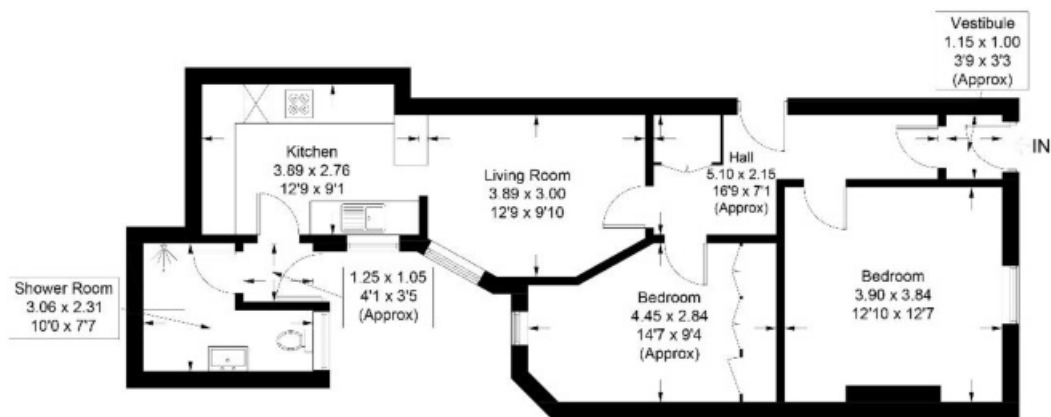 Vestibule
1.15 x 1.00
3'9 x 3'3
(Approx)
IN
Kitchen
3.89 x 2.76
12'9 x 9'1
Living Room
3.89 x 3.00
12'9 x 9'10
Hall
5.10 x 2.15
16'9 x 7'1
(Approx)
Shower Room
3.06 x 2.31
10'0 x 7'7
1.25 x 1.05
4'1 x 3'5
(Approx)
Bedroom
4.45 x 2.84
14'7 x 9'4
(Approx)
Bedroom
3.90 x 3.84
12'10 x 12'7